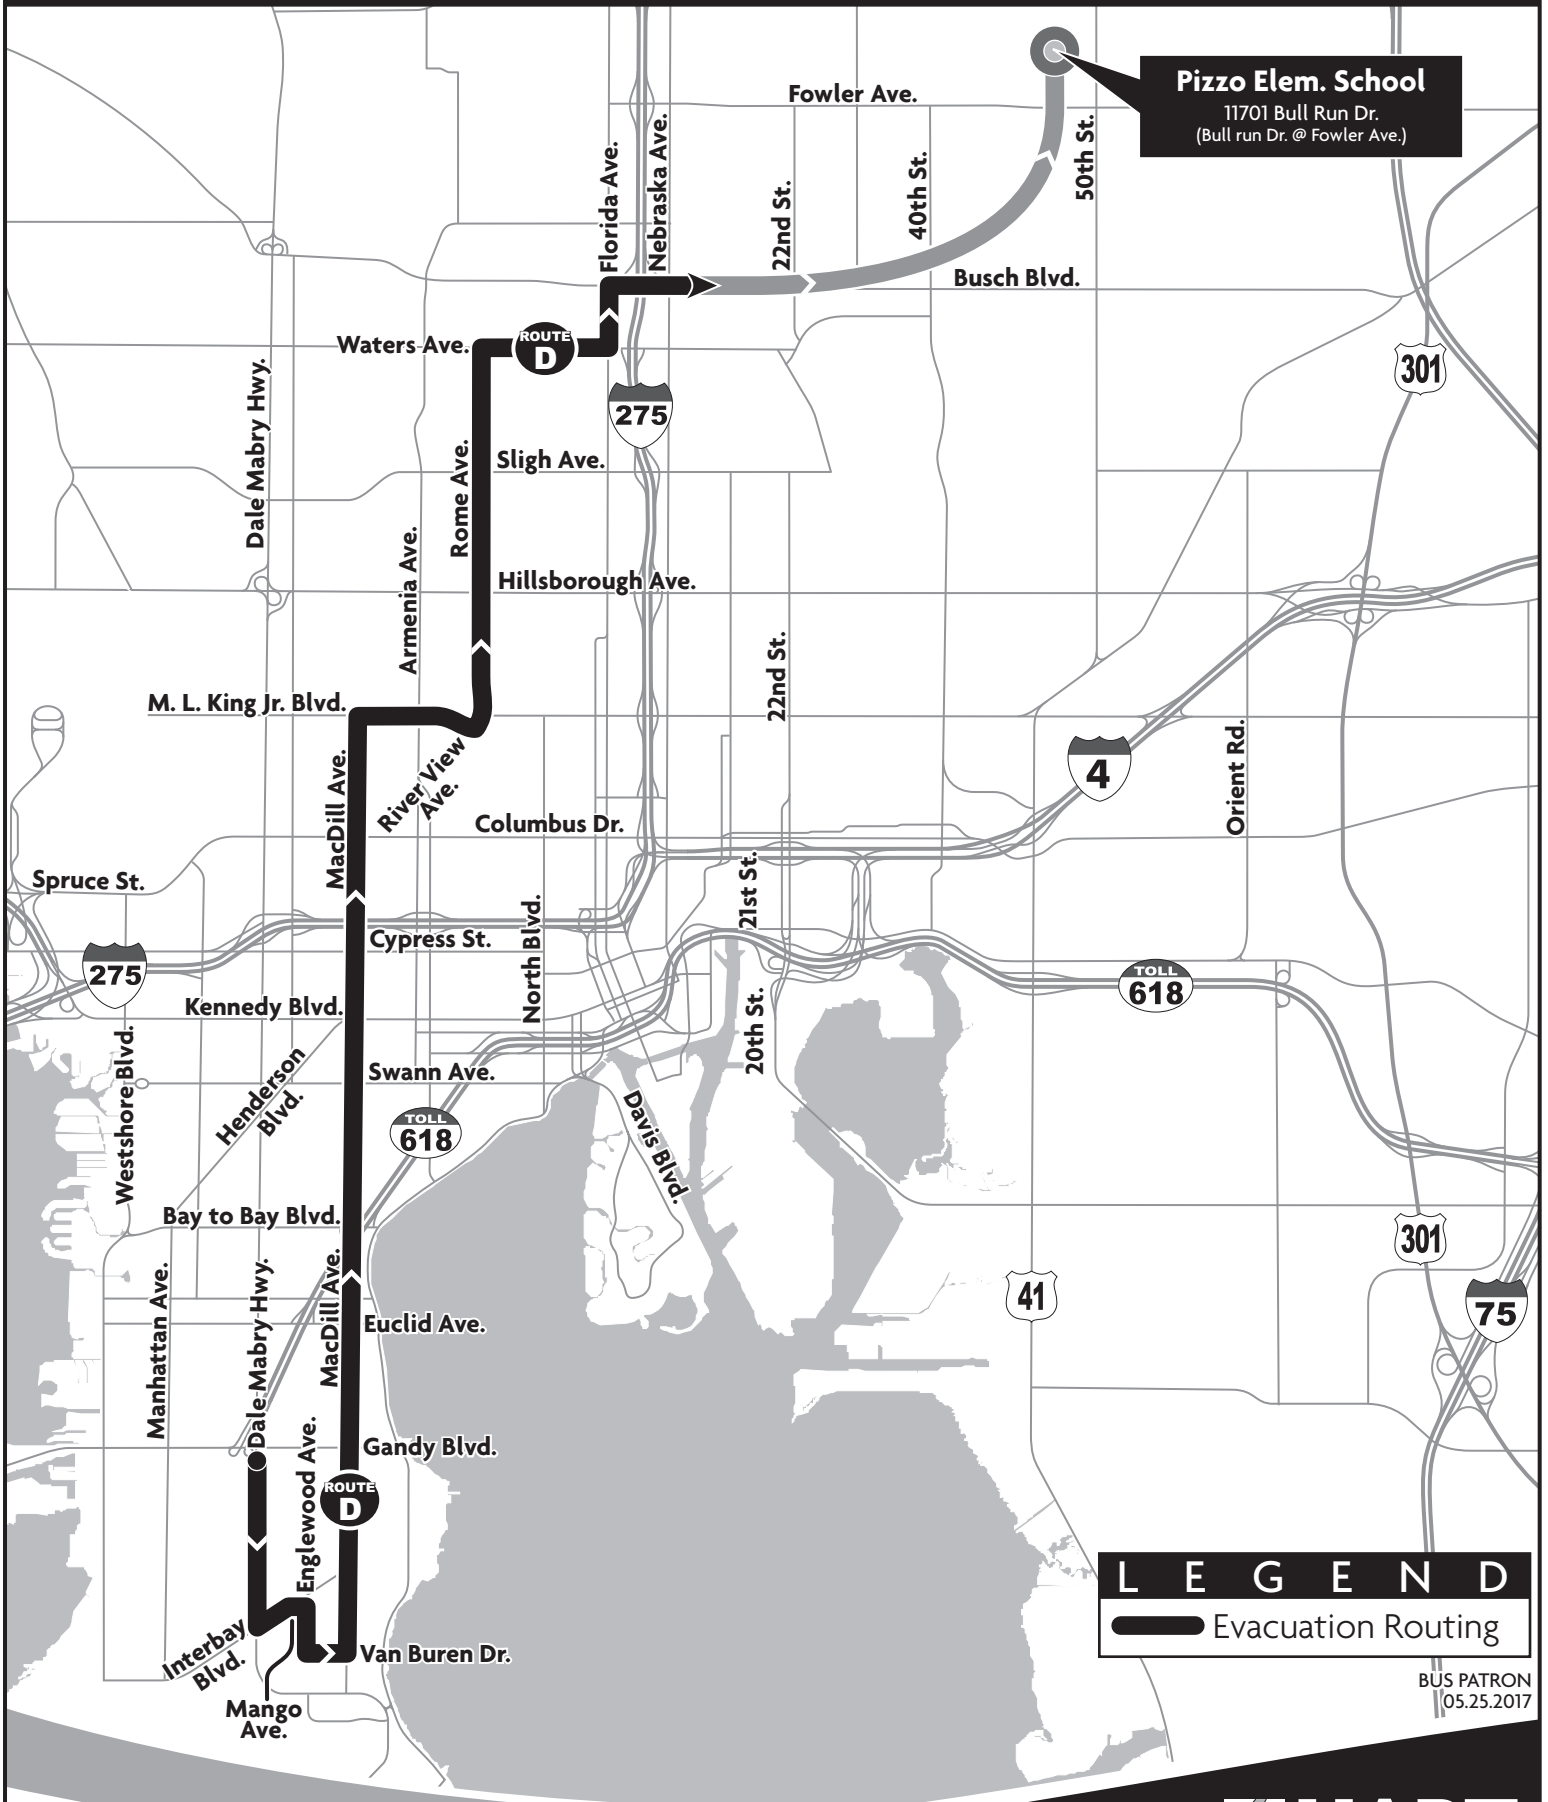 Pizzo Elem. School
11701 Bull Run Dr.
(Bull run Dr. @ Fowler Ave.)
Fowler Ave.
Florida Ave.
Nebraska Ave.
22nd St.
40th St.
50th St.
Busch Blvd.
Waters Ave.
ROUTE
D
301
Dale Mabry Hwy.
275
Rome Ave.
Sligh Ave.
Armenia Ave.
Hillsborough Ave.
22nd St.
M. L. King Jr. Blvd.
MacDill Ave.
River View
Ave.
4
Orient Rd.
Columbus Dr.
Spruce St.
21st St.
North Blvd.
Cypress St.
275
TOLL
618
Kennedy Blvd.
20th St.
Westshore Blvd.
Henderson
Blvd.
Swann Ave.
TOLL
618
Davis Blvd.
Bay to Bay Blvd.
301
Manhattan Ave.
Dale Mabry Hwy.
MacDill Ave.
41
75
Euclid Ave.
Englewood Ave.
Gandy Blvd.
ROUTE
D
LEGEND
Evacuation Routing
Interbay
Blvd.
Van Buren Dr.
Mango
Ave.
BUS PATRON
05.25.2017